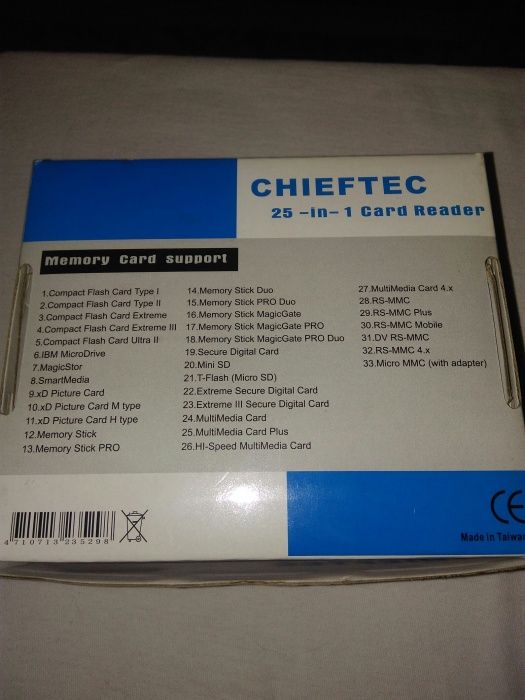 CHIEFTEC
25 -in- 1 Card Reader
Memory Card support
1.Compact Flash Card Type I
2.Compact Flash Card Type II
3.Compact Flash Card Extreme
4.Compact Flash Card Extreme III
5.Compact Flash Card Ultra II
6.IBM MicroDrive
7.MagicStor
8.SmartMedia
9.xD Picture Card
10.xD Picture Card M type
11.xD Picture Card H type
12.Memory Stick
13.Memory Stick PRO
14.Memory Stick Duo
15.Memory Stick PRO Duo
16.Memory Stick MagicGate
17.Memory Stick MagicGate PRO
18.Memory Stick MagicGate PRO Duo
19.Secure Digital Card
20.Mini SD
21.T-Flash (Micro SD)
22.Extreme Secure Digital Card
23.Extreme III Secure Digital Card
24.MultiMedia Card
25.MultiMedia Card Plus
26.HI-Speed MultiMedia Card
27.MultiMedia Card 4.x
28.RS-MMC
29.RS-MMC Plus
30.RS-MMC Mobile
31.DV RS-MMC
32.RS-MMC 4.x
33.Micro MMC (with adapter)
4 710713 235298
CE
Made in Taiwa